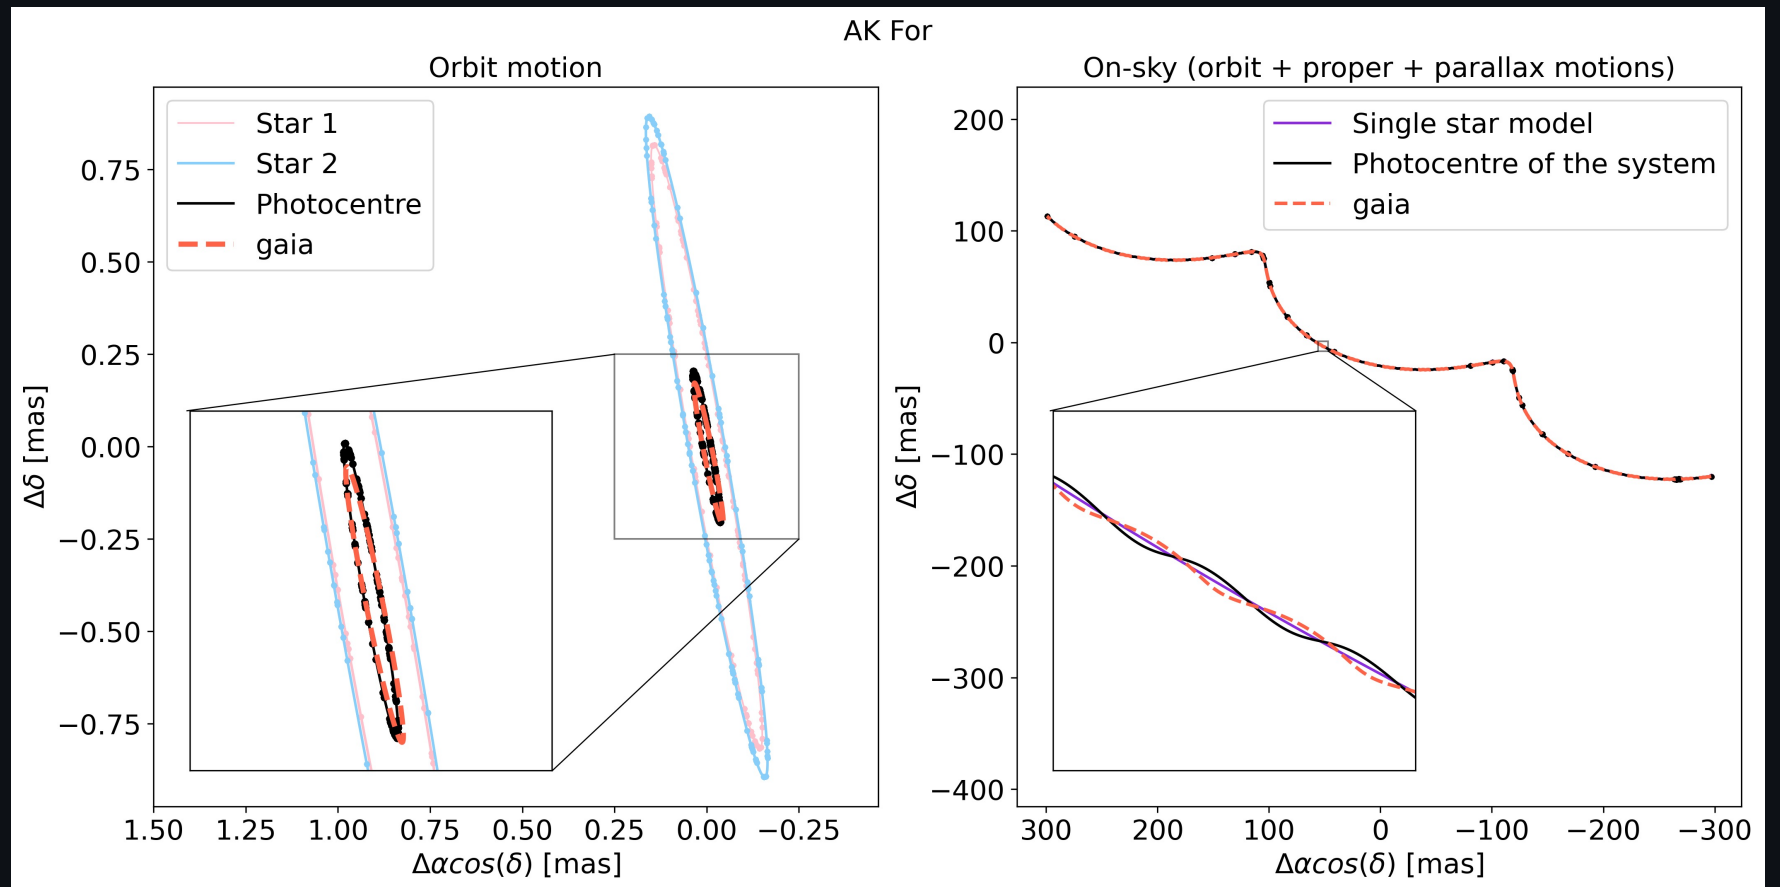 AK For
Orbit motion
Star 1
Star 2
Photocentre
gaia
0.75
0.50
0.25
0.00
−0.25
−0.50
−0.75
Δδ [mas]
1.50 1.25 1.00 0.75 0.50 0.25 0.00 −0.25
Δαcos(δ) [mas]
On-sky (orbit + proper + parallax motions)
Single star model
Photocentre of the system
gaia
200
100
0
−100
−200
−300
−400
Δδ [mas]
300 200 100 0 −100 −200 −300
Δαcos(δ) [mas]